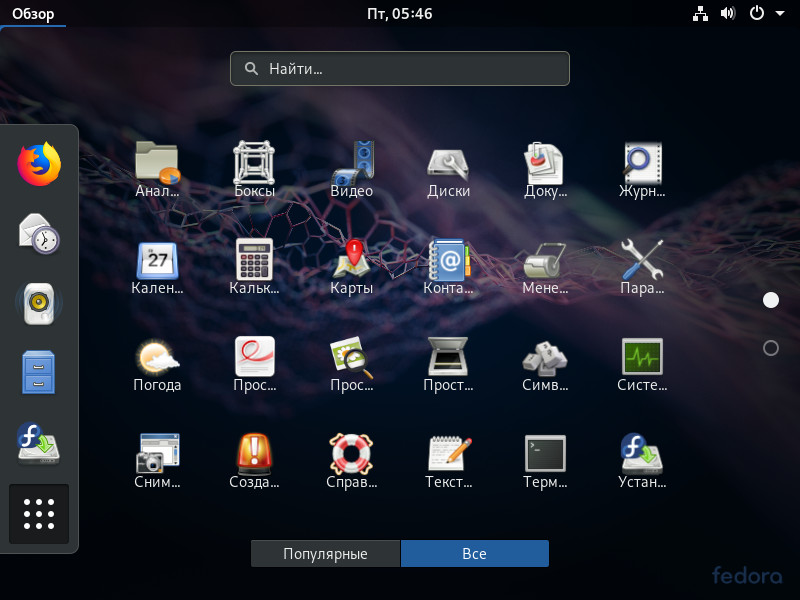 Обзор
Пт, 05:46
Найти...
Анал...
Боксы
Видео
Диски
Доку...
Журн...
27
Кален...
Кальк...
Карты
Конта...
Мене...
Пара...
Погода
Прос...
Прос...
Прост...
Симв...
Систе...
Сним...
Созда...
Справ...
Текст...
Терм...
Устан...
Популярные
Все
fedora